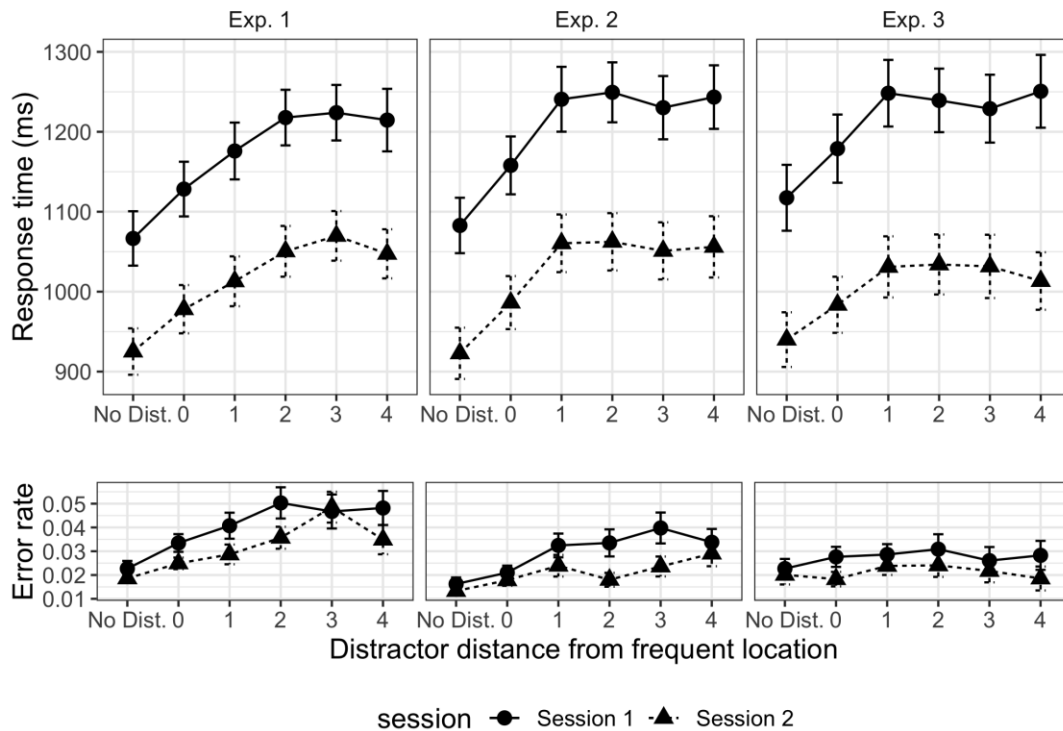 Exp. 1 Exp. 2 Exp. 3
Response time (ms)
1300
1200
1100
1000
900
No Dist. 0 1 2 3 4 No Dist. 0 1 2 3 4 No Dist. 0 1 2 3 4
Error rate
0.05
0.04
0.03
0.02
0.01
No Dist. 0 1 2 3 4 No Dist. 0 1 2 3 4 No Dist. 0 1 2 3 4
Distractor distance from frequent location
session Session 1 Session 2